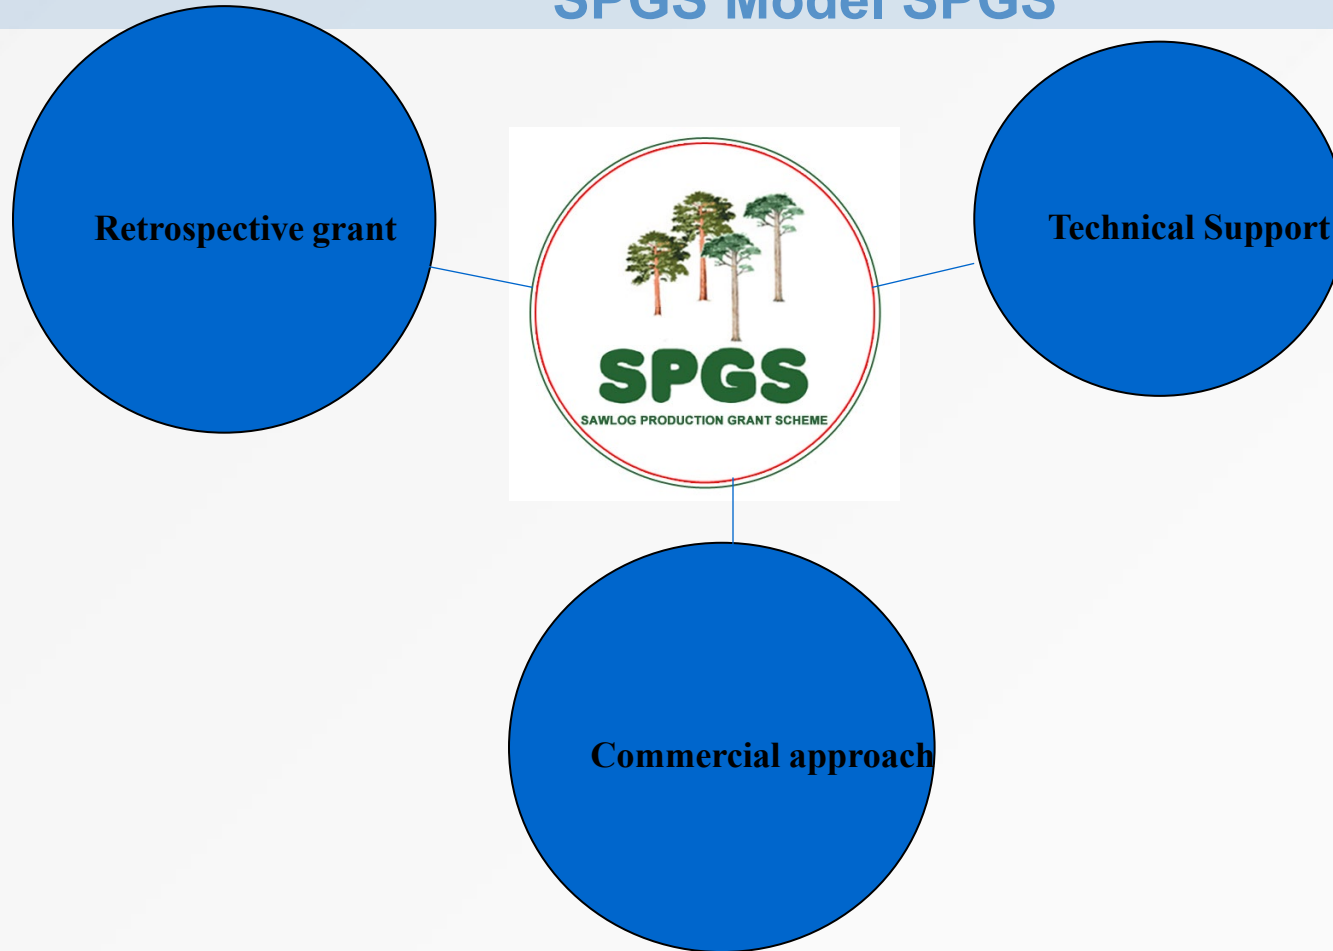 SPGS Model SPGS
Retrospective grant
Technical Support
SPGS
SAWLOG PRODUCTION GRANT SCHEME
Commercial approach